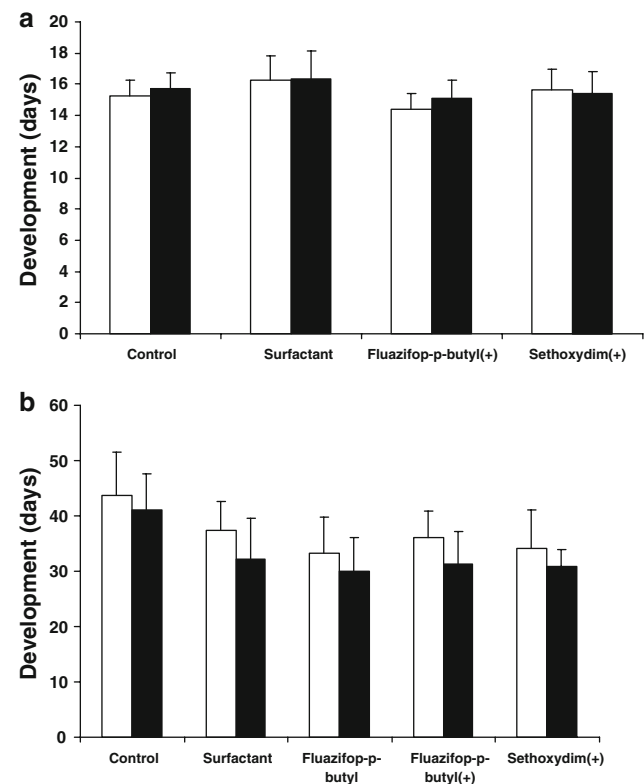 a
Development (days)
20
18
16
14
12
10
8
6
4
2
0
Control Surfactant Fluazifop-p-butyl(+) Sethoxydim(+)
b
Development (days)
60
50
40
30
20
10
0
Control Surfactant Fluazifop-p- Fluazifop-p- Sethoxydim(+)
butyl butyl(+)